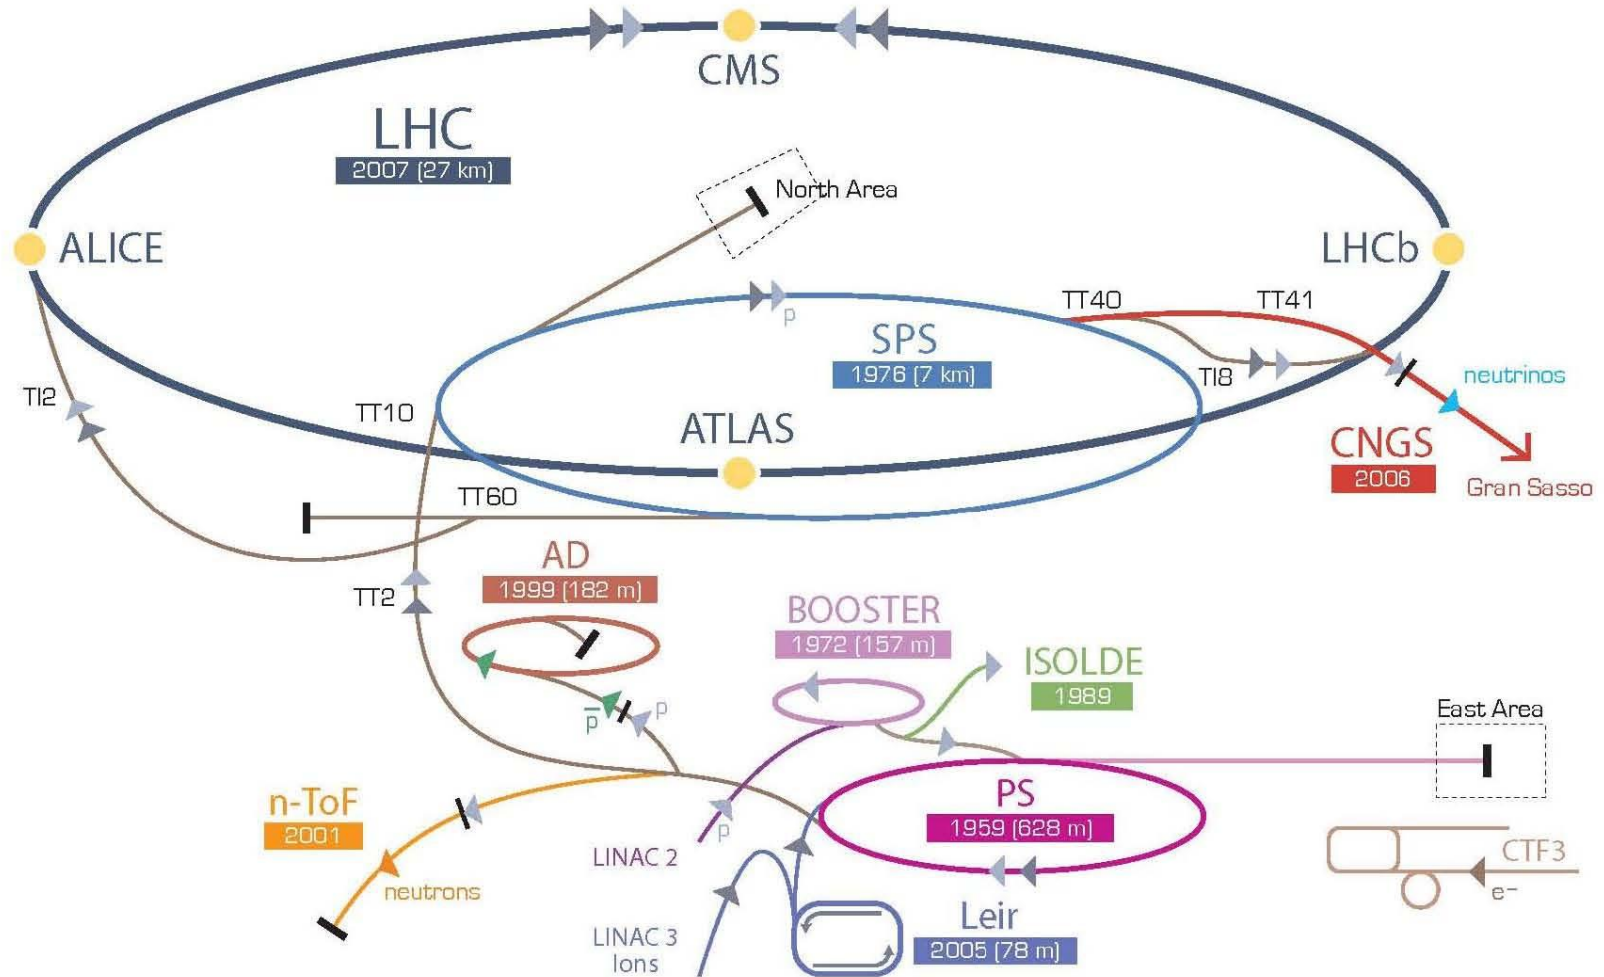 CMS
LHC
2007 (27 km)
North Area
ALICE
LHCb
TT40
TT41
p
SPS
1976 (7 km)
TI8
neutrinos
TI2
TT10
ATLAS
CNGS
2006
Gran Sasso
TT60
AD
1999 (182 m)
TT2
BOOSTER
1972 (157 m)
ISOLDE
1989
p̅
p
East Area
n-ToF
2001
PS
1959 (628 m)
p
LINAC 2
neutrons
CTF3
e-
LINAC 3
Ions
Leir
2005 (78 m)